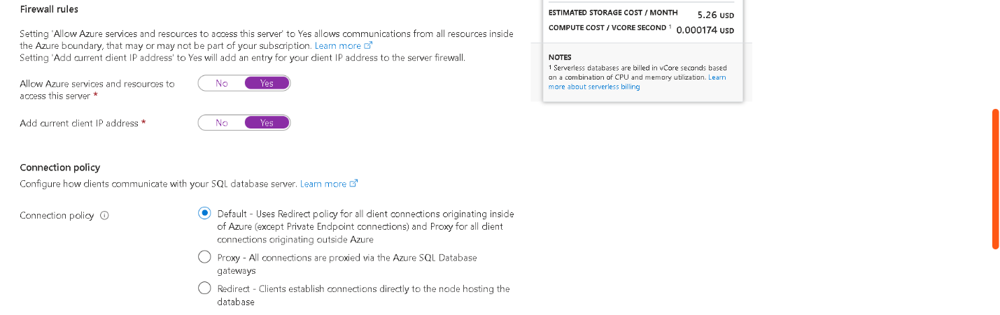 Firewall rules
Setting 'Allow Azure services and resources to access this server' to Yes allows communications from all resources inside
the Azure boundary, that may or may not be part of your subscription. Learn more
Setting 'Add current client IP address' to Yes will add an entry for your client IP address to the server firewall.
Allow Azure services and resources to
access this server *
No Yes
Add current client IP address *
No Yes
Connection policy
Configure how clients communicate with your SQL database server. Learn more
Connection policy
Default - Uses Redirect policy for all client connections originating inside
of Azure (except Private Endpoint connections) and Proxy for all client
connections originating outside Azure
Proxy - All connections are proxied via the Azure SQL Database
gateways
Redirect - Clients establish connections directly to the node hosting the
database
ESTIMATED STORAGE COST / MONTH 5.26 USD
COMPUTE COST / VCORE SECOND ¹ 0.000174 USD
NOTES
¹ Serverless databases are billed in vCore seconds based
on a combination of CPU and memory utilization. Learn
more about serverless billing